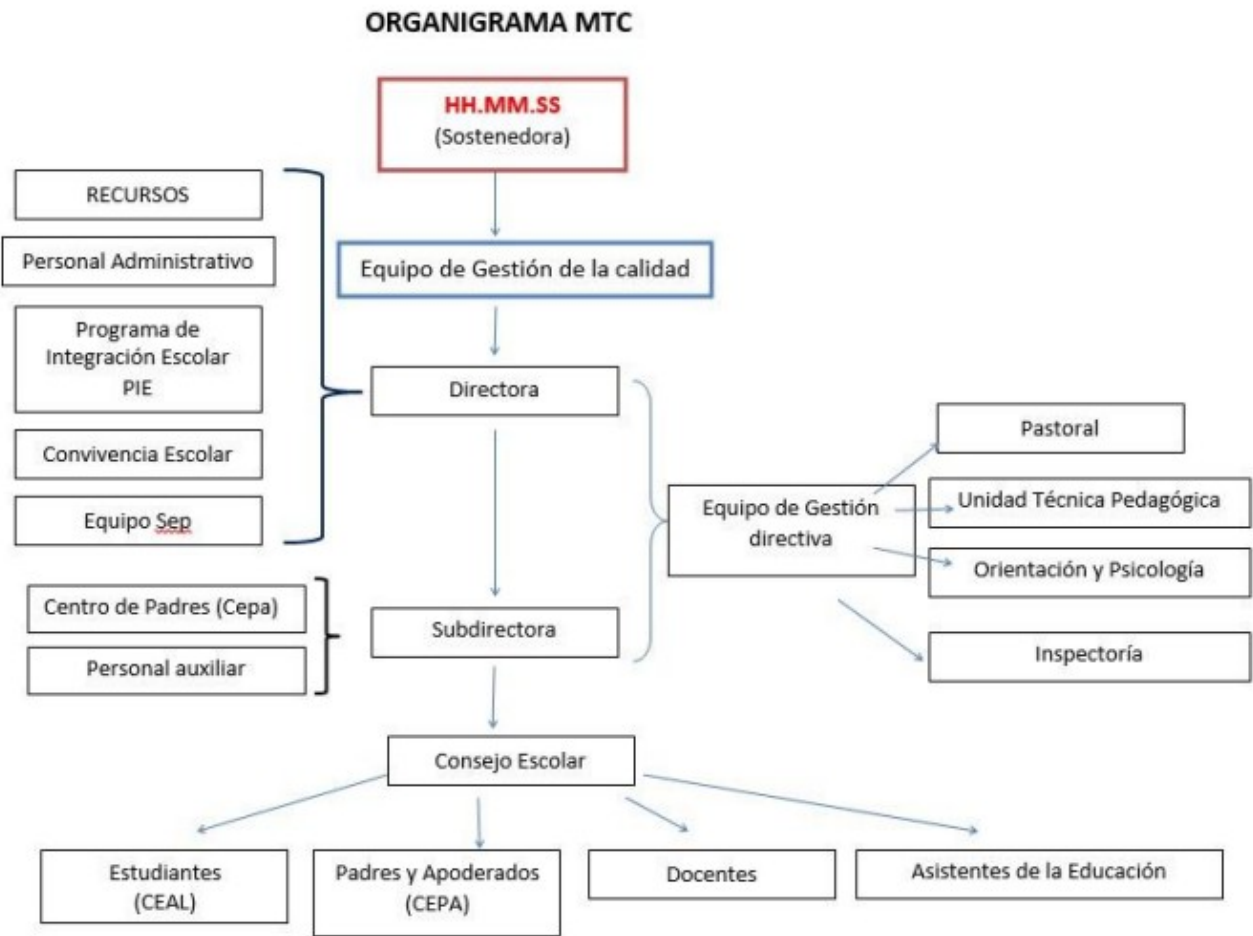 ORGANIGRAMA MTC
HH.MM.SS
(Sostenedora)
Equipo de Gestión de la calidad
RECURSOS
Personal Administrativo
Programa de
Integración Escolar
PIE
Convivencia Escolar
Equipo Sep
Directora
Equipo de Gestión
directiva
Pastoral
Unidad Técnica Pedagógica
Orientación y Psicología
Inspectoría
Centro de Padres (Cepa)
Personal auxiliar
Subdirectora
Consejo Escolar
Estudiantes
(CEAL)
Padres y Apoderados
(CEPA)
Docentes
Asistentes de la Educación